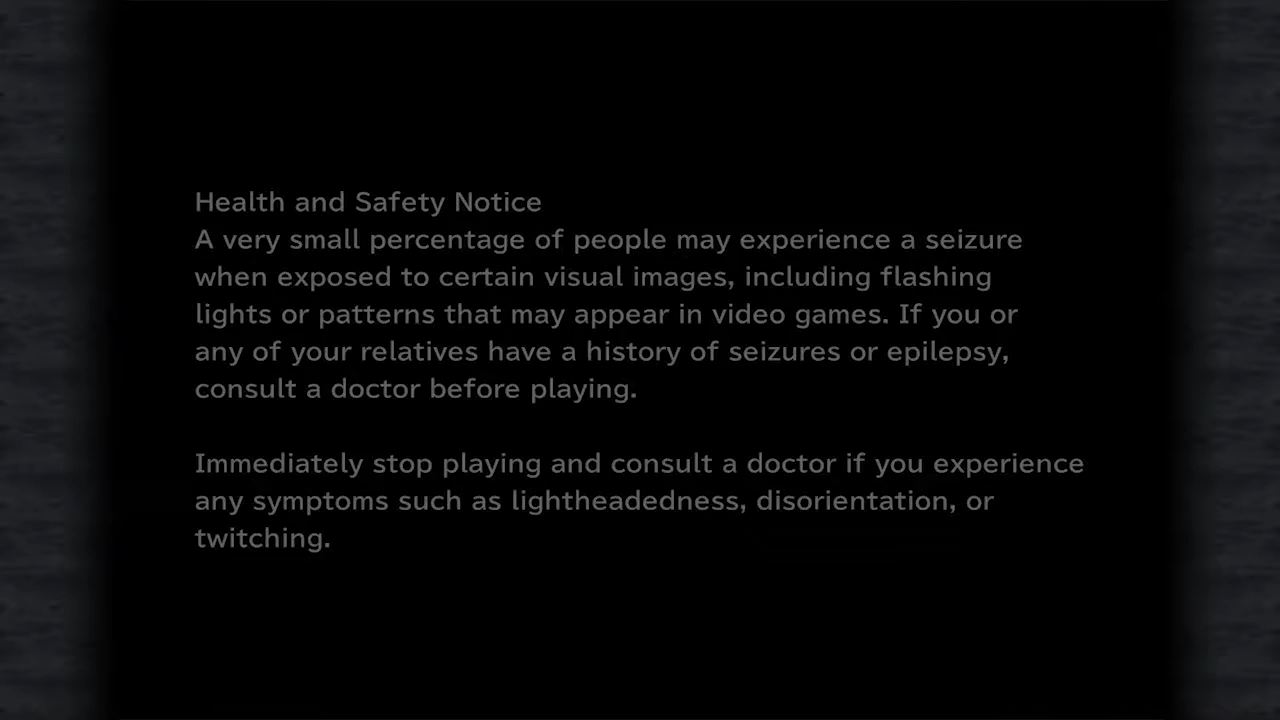 Health and Safety Notice
A very small percentage of people may experience a seizure
when exposed to certain visual images, including flashing
lights or patterns that may appear in video games. If you or
any of your relatives have a history of seizures or epilepsy,
consult a doctor before playing.
Immediately stop playing and consult a doctor if you experience
any symptoms such as lightheadedness, disorientation, or
twitching.